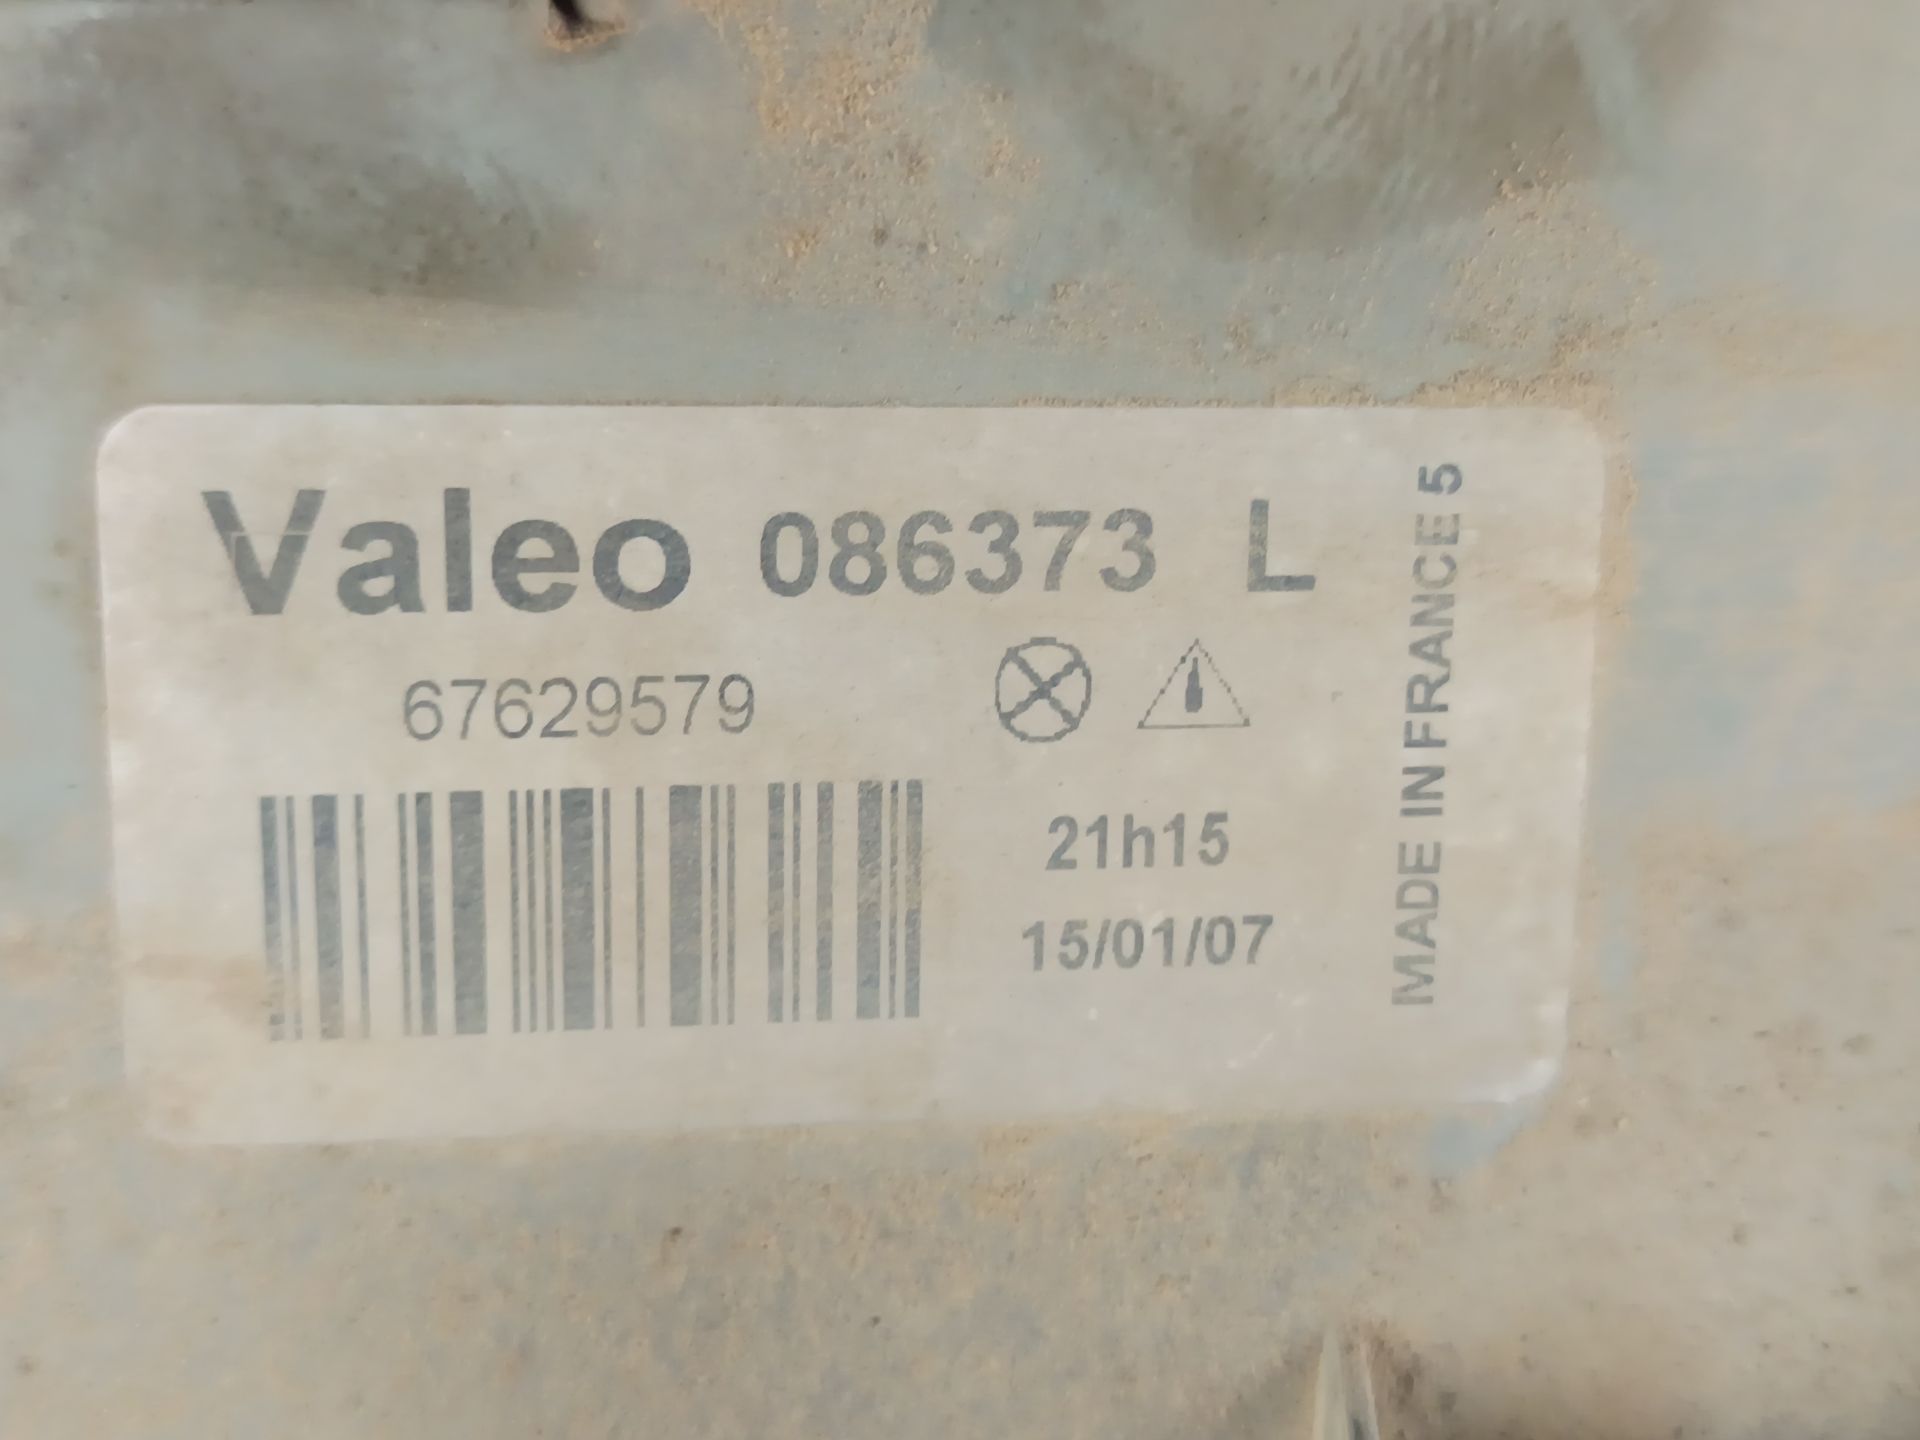 Valeo 086373 L
67629579
21h15
15/01/07
MADE IN FRANCE 5